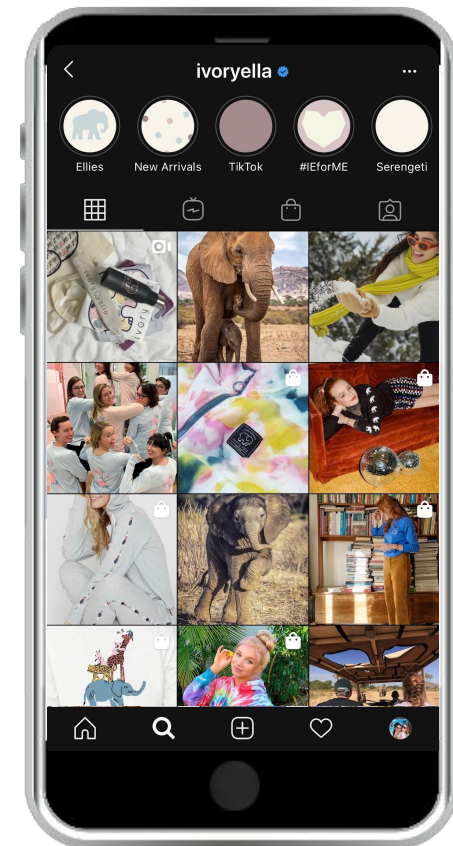 ivoryella
Ellies
New Arrivals
TikTok
#IEforME
Serengeti
ivory